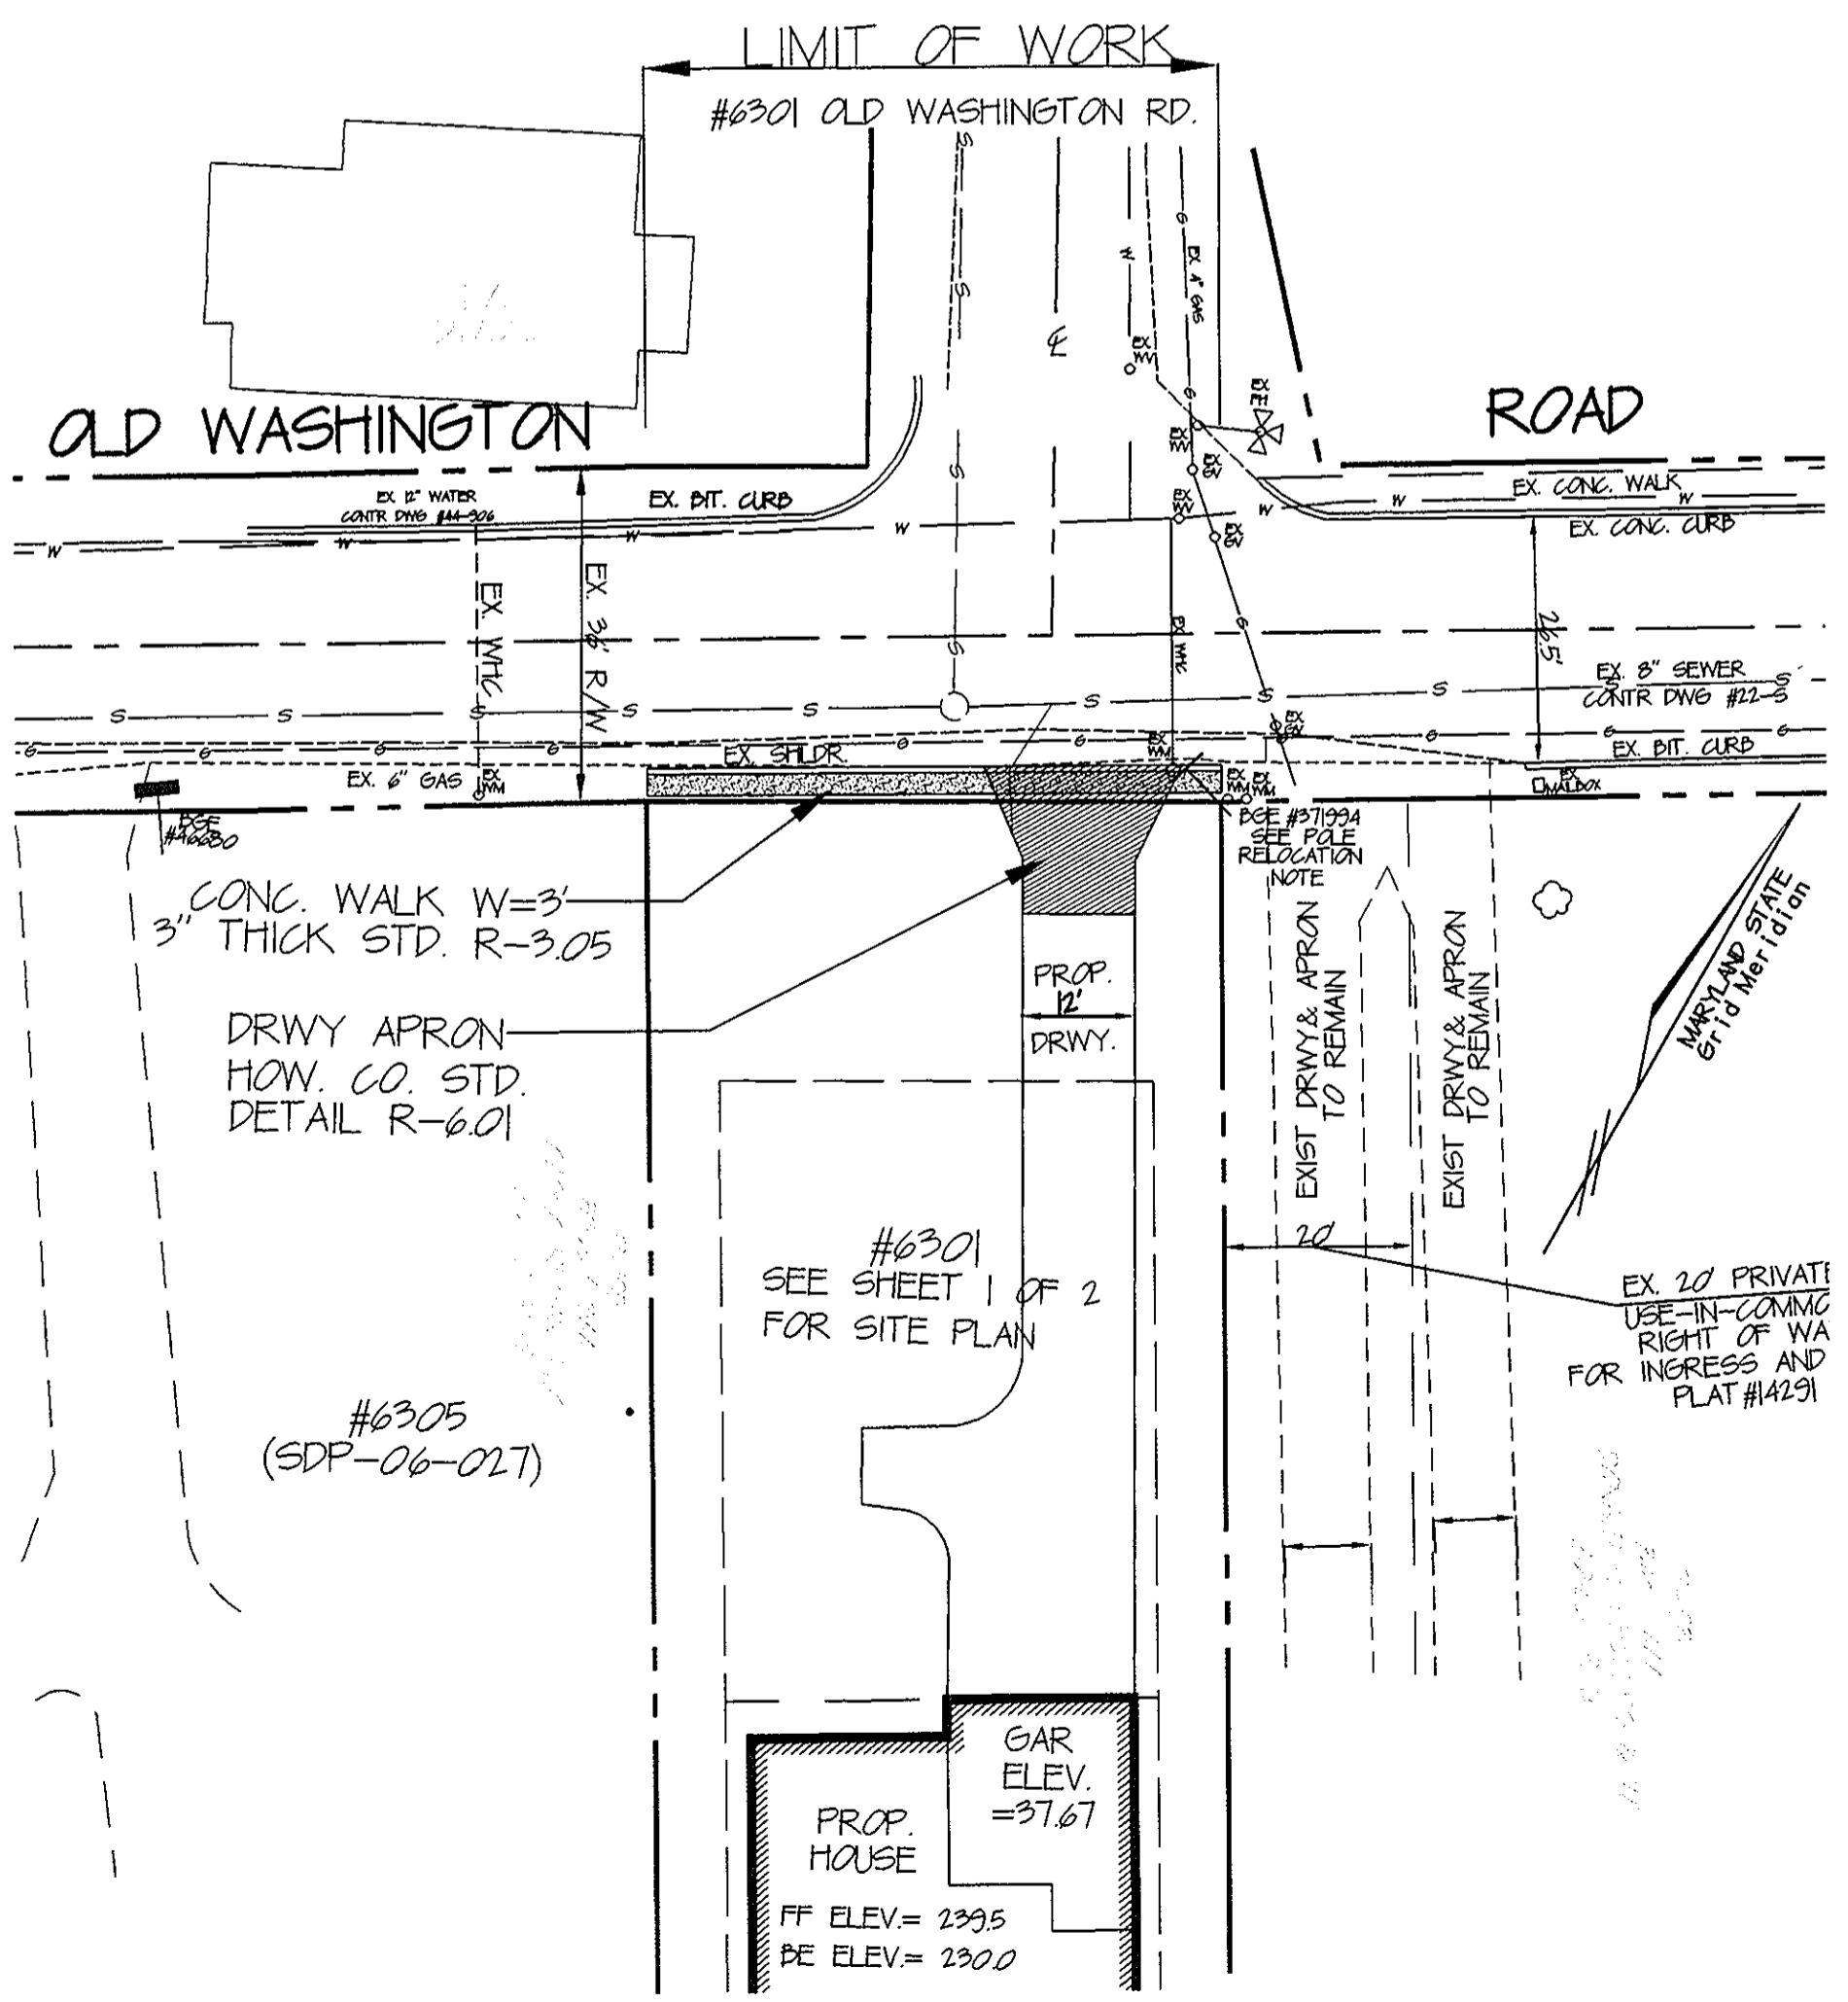 LIMIT OF WORK
#6301 OLD WASHINGTON RD.
S
S
S
S
W
G
EX. 4" GAS
G
℄
EX
WV
EX
OLD WASHINGTON
ROAD
EX
WV
EX
GV
EX. 12" WATER
CONTR DWG #44-906
EX. BIT. CURB
EX
WV
EX
GV
EX. CONC. WALK
W
W
W
W
W
W
W
EX. CONC. CURB
EX. WHC
EX. 36' R/W
S
EX WHC
G
26.5'
EX. 8" SEWER
CONTR DWG #22-S
S
S
S
S
S
S
S
S
G
G
G
G
EX. SHLDR.
G
G
EX
WM
EX
GV
G
G
G
EX. BIT. CURB
EX. 6" GAS
EX
WM
EX
WM
EX
WM
EX
MAILBOX
BGE
#46680
BGE #371994
SEE POLE
RELOCATION
NOTE
CONC. WALK W=3'
3" THICK STD. R-3.05
DRWY APRON
HOW. CO. STD.
DETAIL R-6.01
PROP.
12'
DRWY.
EXIST DRWY& APRON
TO REMAIN
EXIST DRWY& APRON
TO REMAIN
MARYLAND STATE
Grid Meridian
#6301
SEE SHEET 1 OF 2
FOR SITE PLAN
20'
EX. 20' PRIVATE
USE-IN-COMMO
RIGHT OF WA
FOR INGRESS AND
PLAT #14291
#6305
(SDP-06-027)
GAR
ELEV.
=37.67
PROP.
HOUSE
FF ELEV.= 239.5
BE ELEV.= 230.0